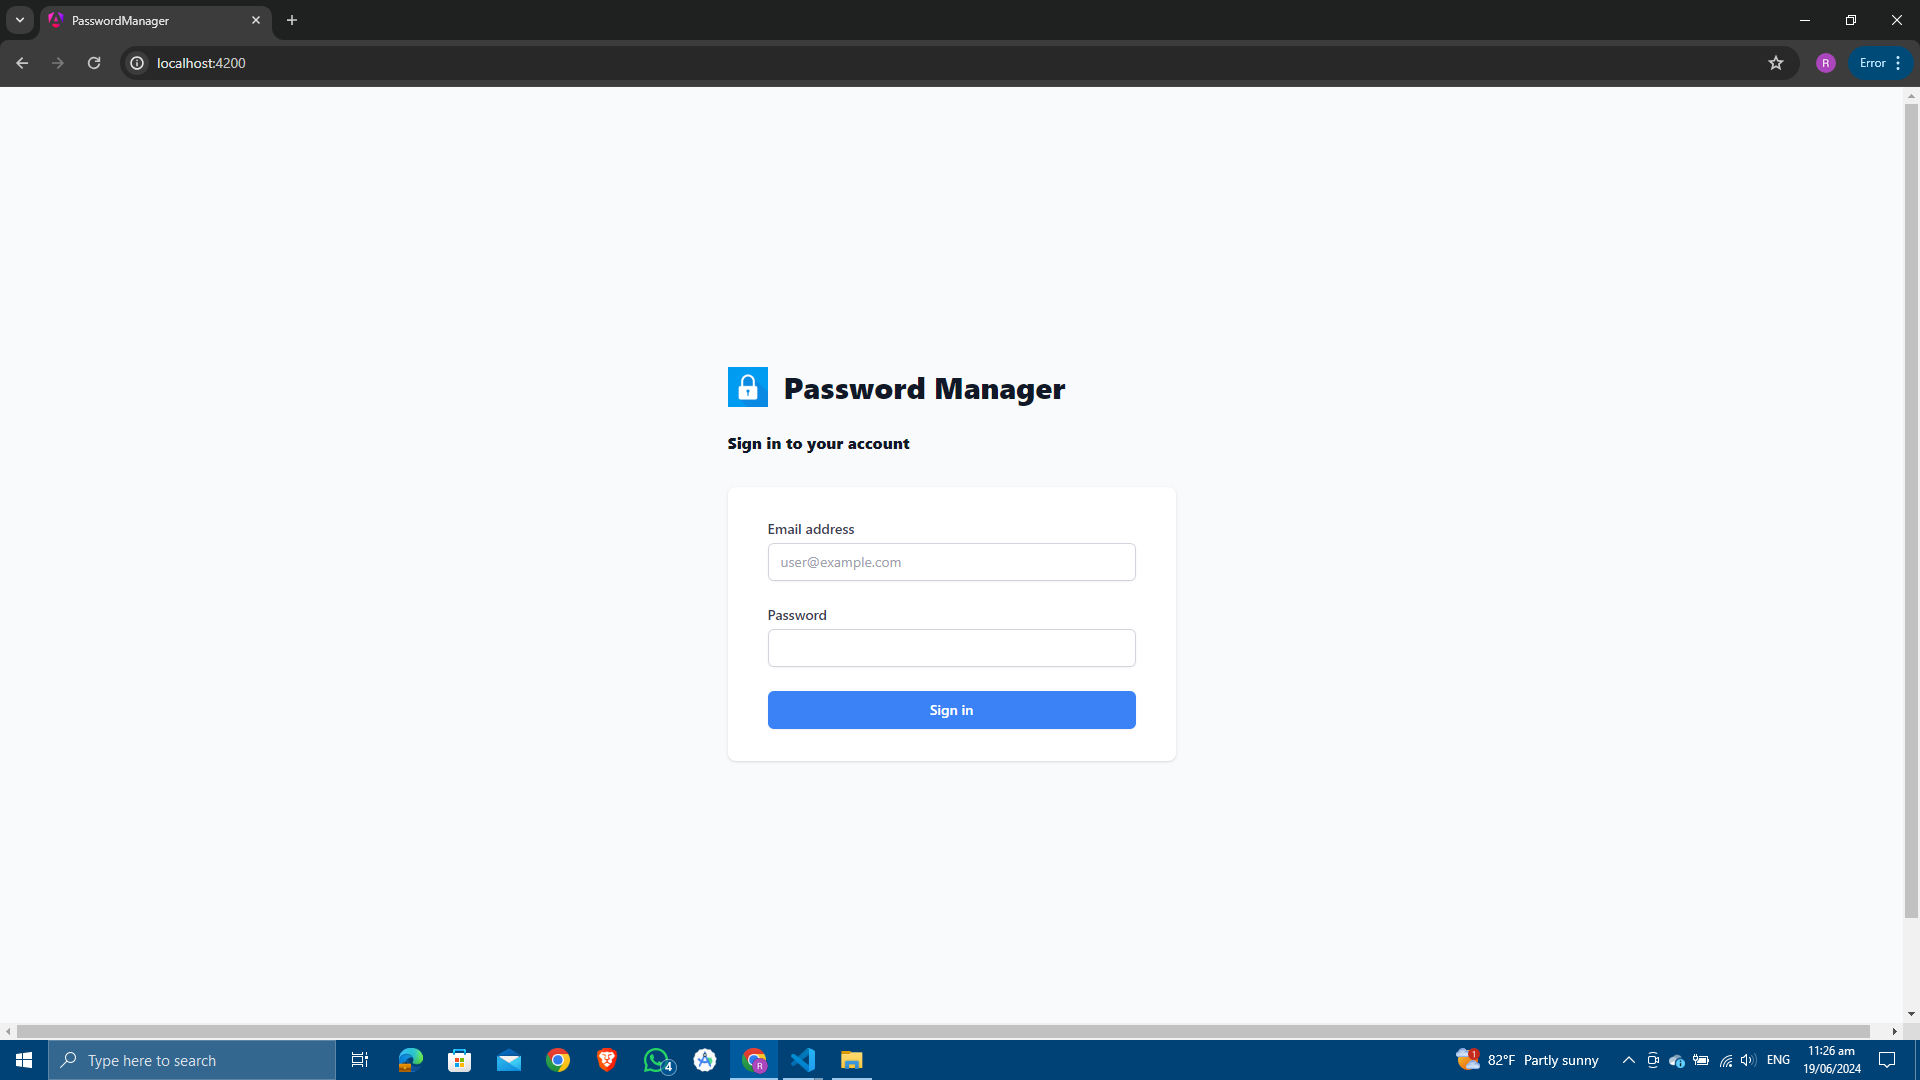 PasswordManager
localhost:4200
R
Error
Password Manager
Sign in to your account
Email address
user@example.com
Password
Sign in
Type here to search
4
R
1
82°F Partly sunny
ENG
11:26 am
19/06/2024